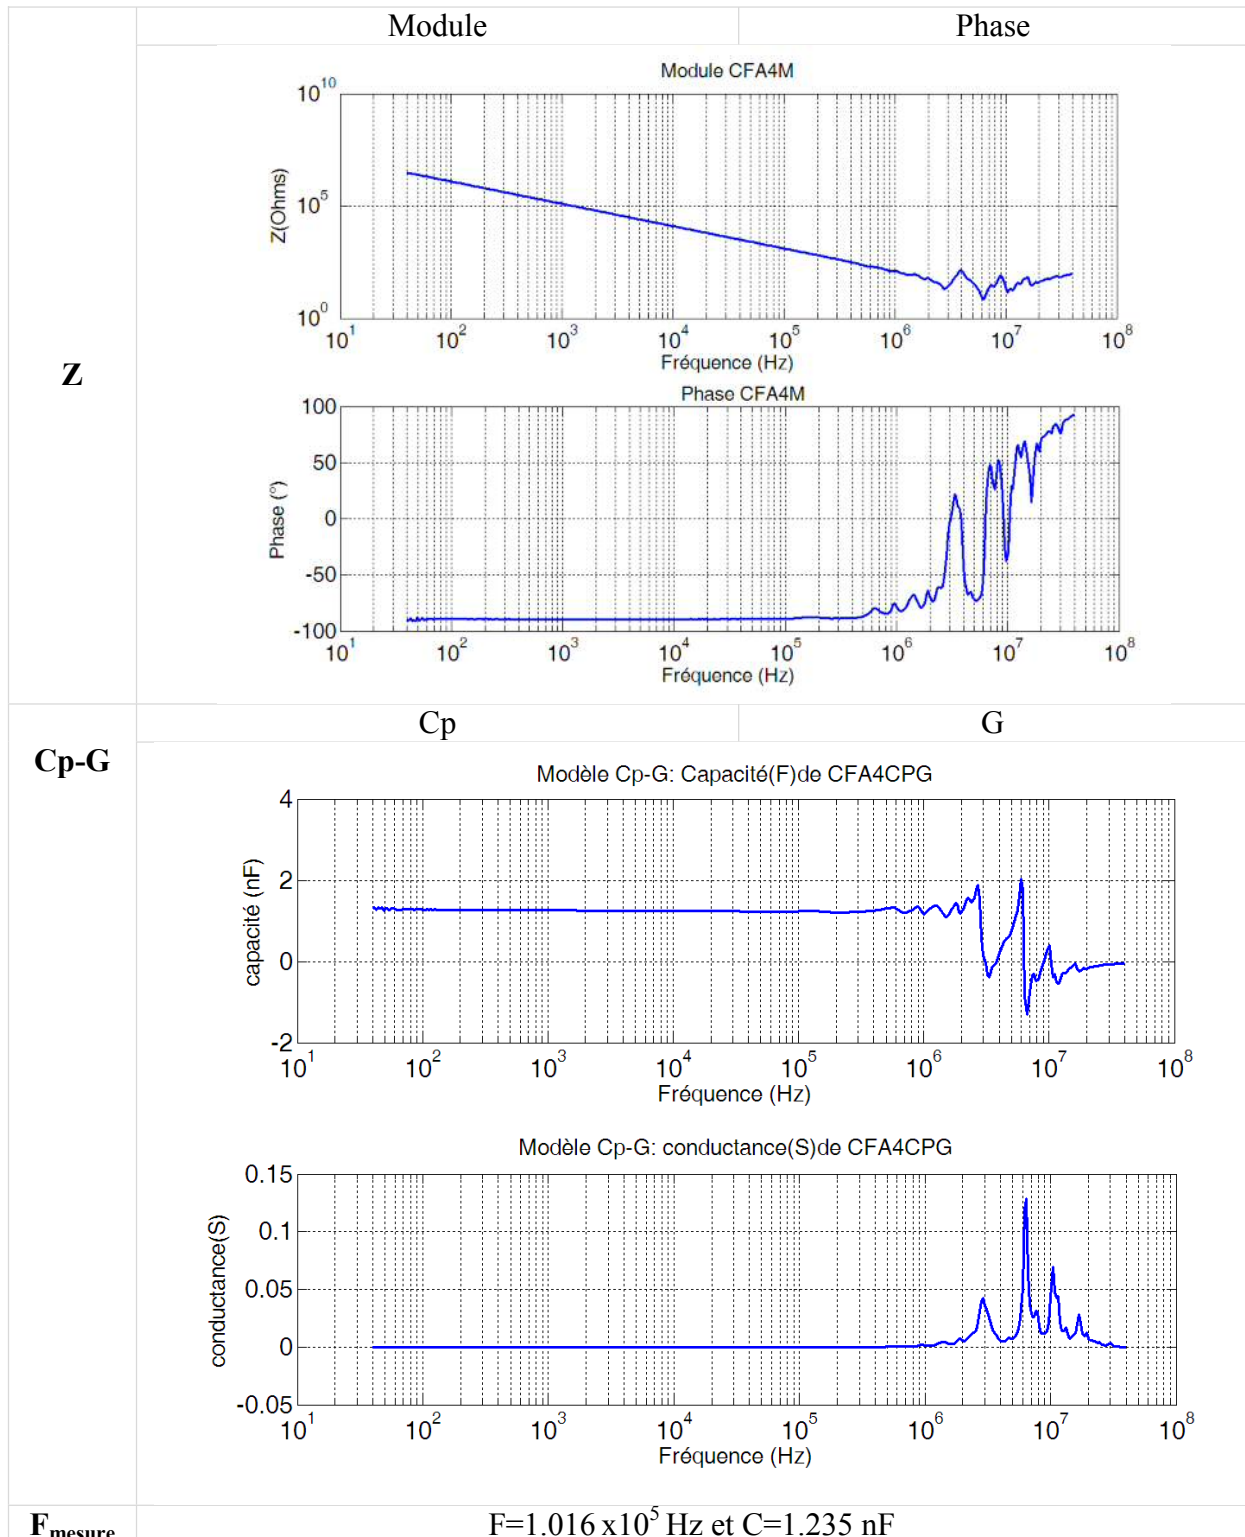 Module Phase
Module CFA4M
10^10
10^5
10^0
Z(Ohms)
10^1 10^2 10^3 10^4 10^5 10^6 10^7 10^8
Fréquence (Hz)
Z
Phase CFA4M
100
50
0
-50
-100
Phase (°)
10^1 10^2 10^3 10^4 10^5 10^6 10^7 10^8
Fréquence (Hz)
Cp G
Cp-G
Modèle Cp-G: Capacité(F)de CFA4CPG
4
2
0
-2
capacité (nF)
10^1 10^2 10^3 10^4 10^5 10^6 10^7 10^8
Fréquence (Hz)
Modèle Cp-G: conductance(S)de CFA4CPG
0.15
0.1
0.05
0
-0.05
conductance(S)
10^1 10^2 10^3 10^4 10^5 10^6 10^7 10^8
Fréquence (Hz)
Fmesure F=1.016 x10^5 Hz et C=1.235 nF